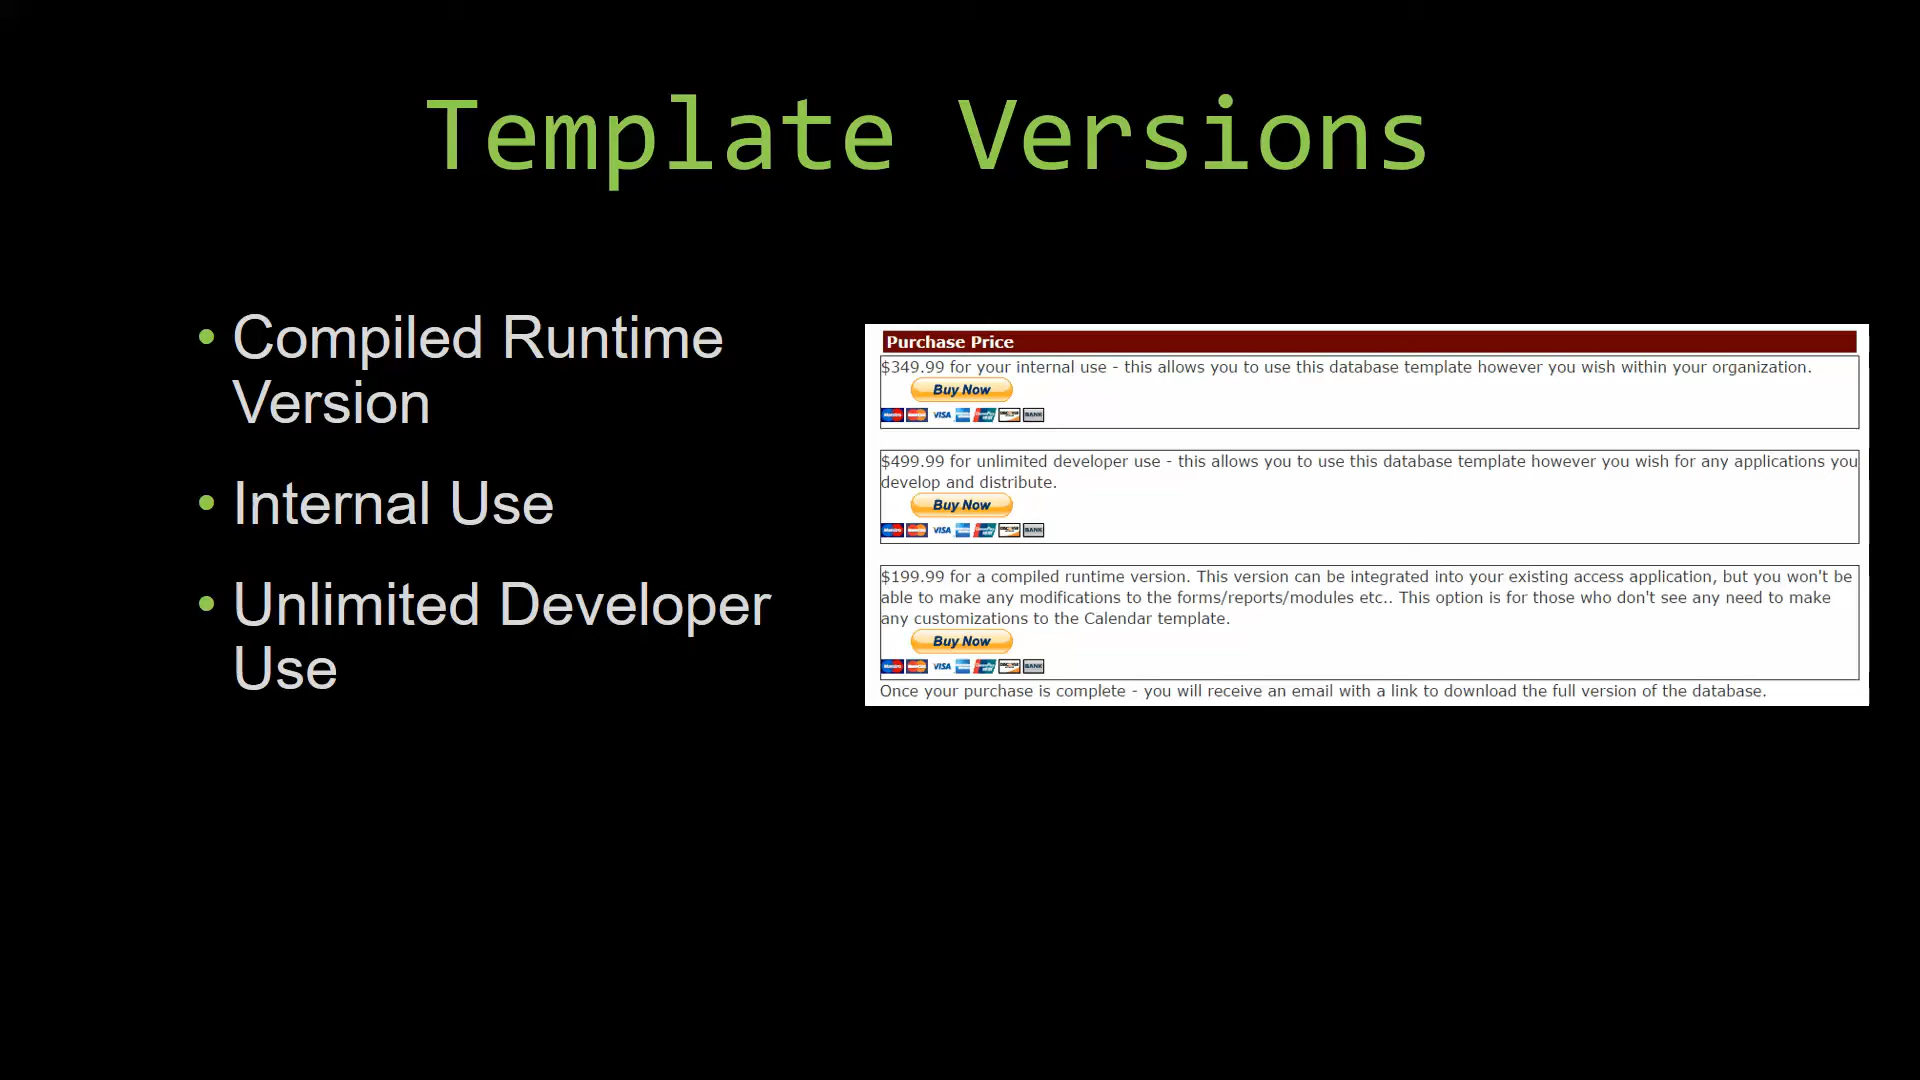 Template Versions
• Compiled Runtime
Version
• Internal Use
• Unlimited Developer
Use
Purchase Price
$349.99 for your internal use - this allows you to use this database template however you wish within your organization.
Buy Now
VISA BANK
$499.99 for unlimited developer use - this allows you to use this database template however you wish for any applications you
develop and distribute.
Buy Now
VISA BANK
$199.99 for a compiled runtime version. This version can be integrated into your existing access application, but you won't be
able to make any modifications to the forms/reports/modules etc.. This option is for those who don't see any need to make
any customizations to the Calendar template.
Buy Now
VISA BANK
Once your purchase is complete - you will receive an email with a link to download the full version of the database.